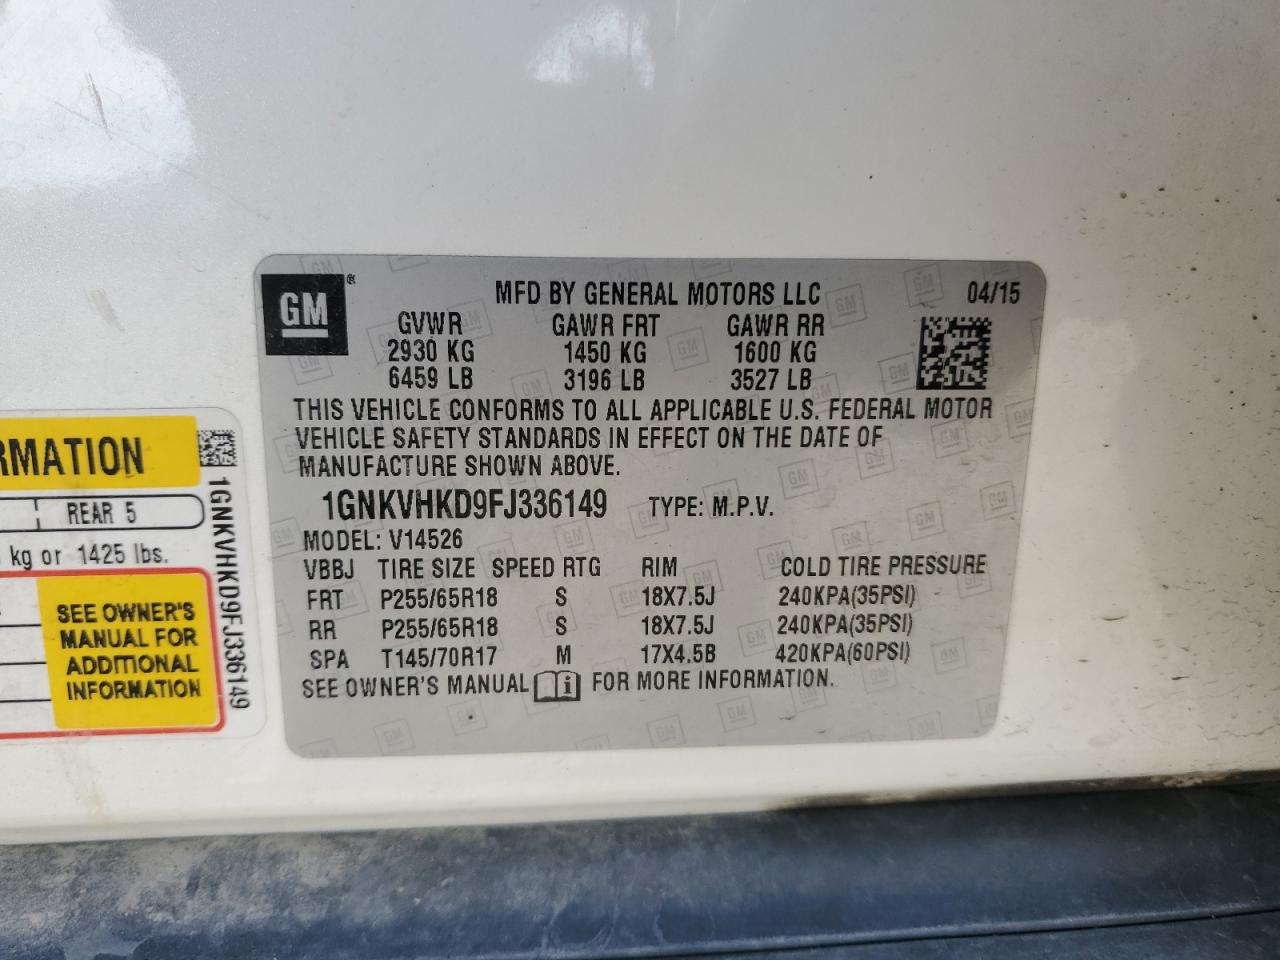 GM®
MFD BY GENERAL MOTORS LLC 04/15
GVWR GAWR FRT GAWR RR
2930 KG 1450 KG 1600 KG
6459 LB 3196 LB 3527 LB
THIS VEHICLE CONFORMS TO ALL APPLICABLE U.S. FEDERAL MOTOR
VEHICLE SAFETY STANDARDS IN EFFECT ON THE DATE OF
MANUFACTURE SHOWN ABOVE.
1GNKVHKD9FJ336149 TYPE: M.P.V.
MODEL: V14526
VBBJ TIRE SIZE SPEED RTG RIM COLD TIRE PRESSURE
FRT P255/65R18 S 18X7.5J 240KPA(35PSI)
RR P255/65R18 S 18X7.5J 240KPA(35PSI)
SPA T145/70R17 M 17X4.5B 420KPA(60PSI)
SEE OWNER'S MANUAL FOR MORE INFORMATION.
RMATION
REAR 5
kg or 1425 lbs.
SEE OWNER'S
MANUAL FOR
ADDITIONAL
INFORMATION
1GNKVHKD9FJ336149